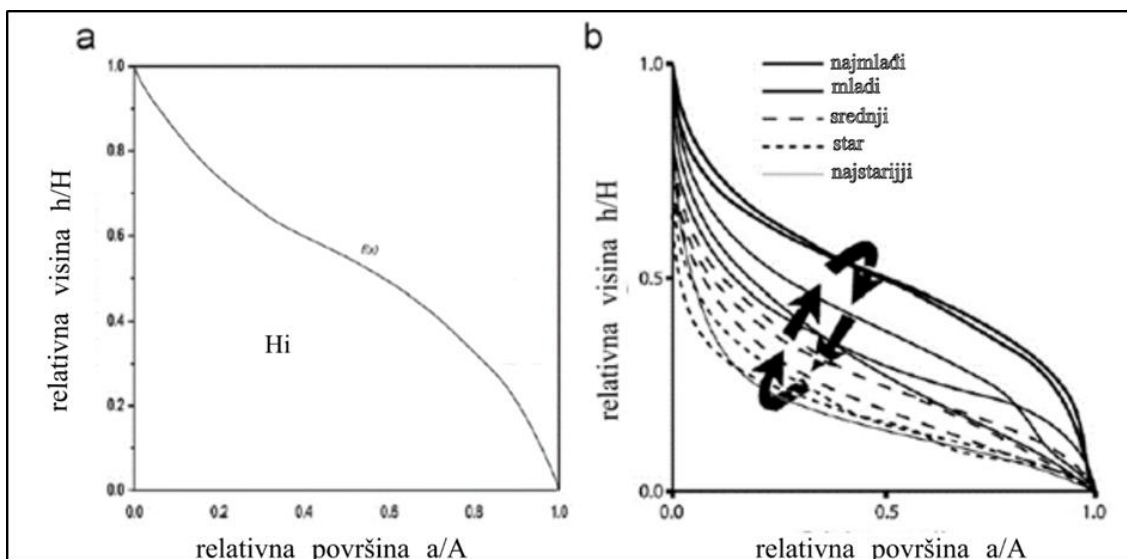 a
relativna visina h/H
1.0
0.8
0.6
0.4
0.2
0.0
f(x)
Hi
0.0 0.2 0.4 0.6 0.8 1.0
relativna površina a/A
b
relativna visina h/H
1.0
0.5
0.0
najmlađi
mladi
srednji
star
najstarijji
0.0 0.5 1.0
relativna površina a/A